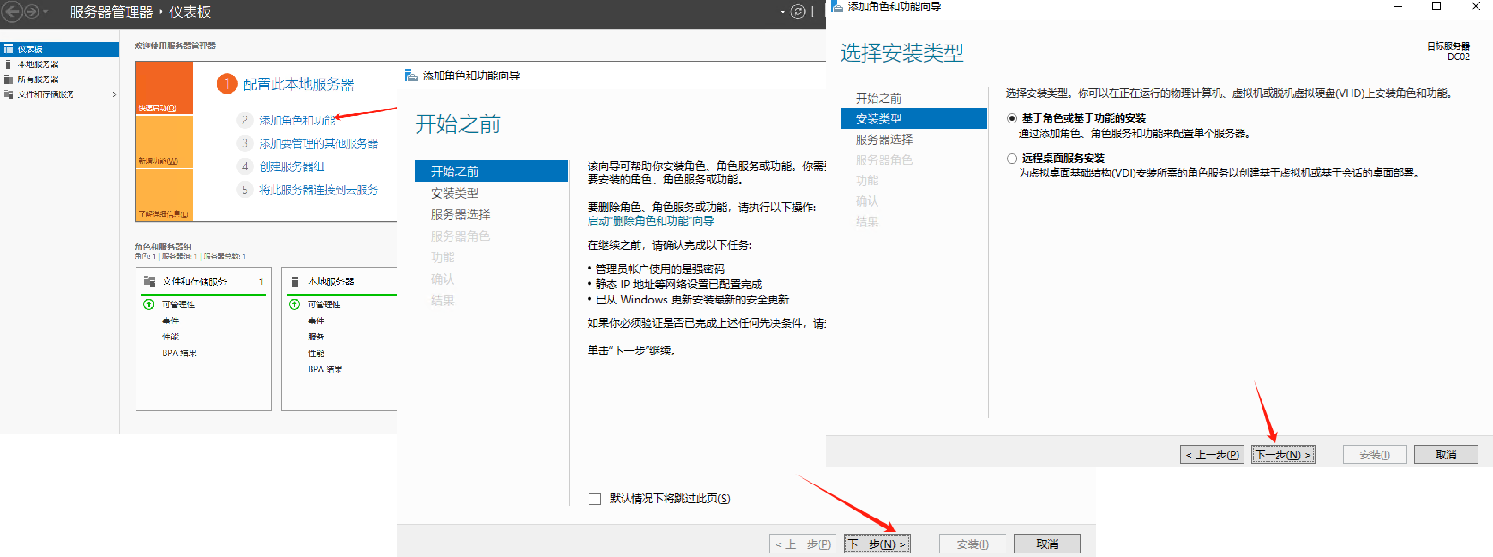 服务器管理器 • 仪表板
仪表板
本地服务器
所有服务器
文件和存储服务
欢迎使用服务器管理器
快速启动(Q)
新增功能(W)
了解详细信息(L)
1 配置此本地服务器
2 添加角色和功能
3 添加要管理的其他服务器
4 创建服务器组
5 将此服务器连接到云服务
角色和服务器组
角色: 1 | 服务器组: 1 | 服务器总数: 1
文件和存储服务 1
可管理性
事件
性能
BPA 结果
本地服务器
可管理性
事件
服务
性能
BPA 结果
添加角色和功能向导
开始之前
开始之前
安装类型
服务器选择
服务器角色
功能
确认
结果
该向导可帮助你安装角色、角色服务或功能。你需
要安装的角色、角色服务或功能。
要删除角色、角色服务或功能，请执行以下操作:
启动"删除角色和功能"向导
在继续之前，请确认完成以下任务:
• 管理员帐户使用的是强密码
• 静态 IP 地址等网络设置已配置完成
• 已从 Windows 更新安装最新的安全更新
如果你必须验证是否已完成上述任何先决条件，请
单击"下一步"继续。
默认情况下将跳过此页(S)
< 上一步(P)
下一步(N) >
安装(I)
取消
添加角色和功能向导
选择安装类型
目标服务器
DC02
开始之前
安装类型
服务器选择
服务器角色
功能
确认
结果
选择安装类型。你可以在正在运行的物理计算机、虚拟机或脱机虚拟硬盘(VHD)上安装角色和功能。
基于角色或基于功能的安装
通过添加角色、角色服务和功能来配置单个服务器。
远程桌面服务安装
为虚拟桌面基础结构(VDI)安装所需的角色服务以创建基于虚拟机或基于会话的桌面部署。
< 上一步(P)
下一步(N) >
安装(I)
取消